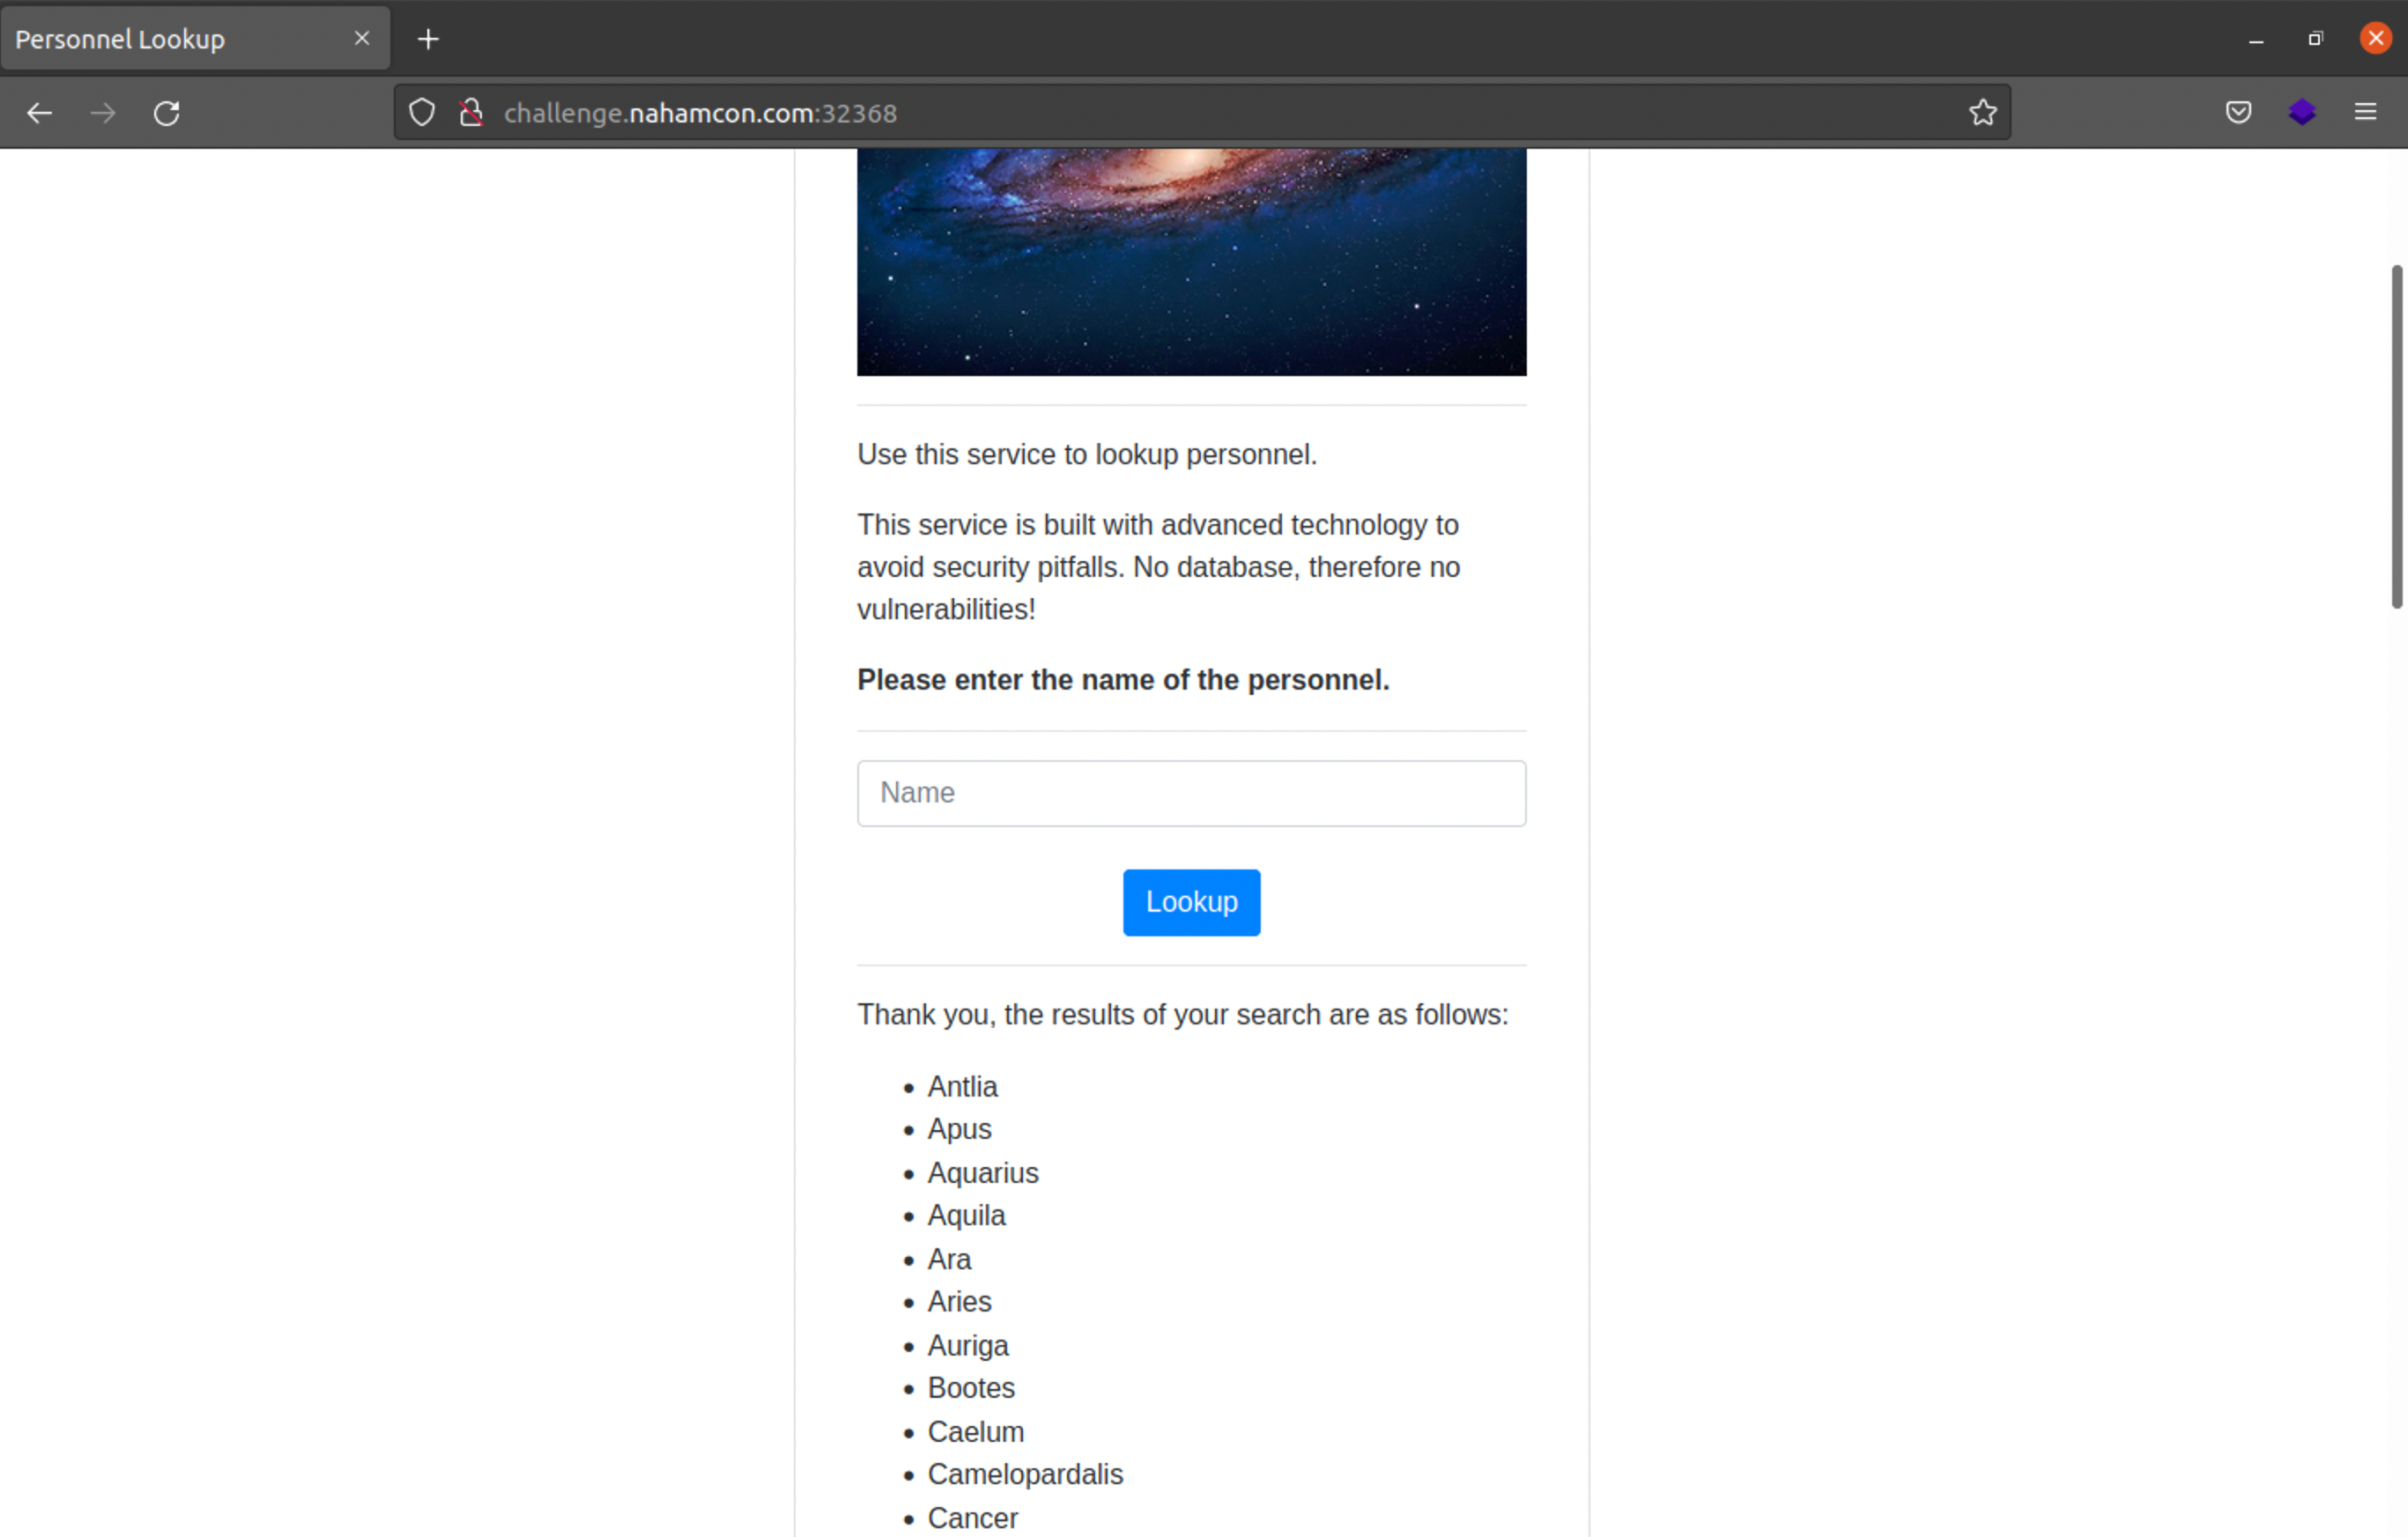 Personnel Lookup
challenge.nahamcon.com:32368
Use this service to lookup personnel.
This service is built with advanced technology to
avoid security pitfalls. No database, therefore no
vulnerabilities!
Please enter the name of the personnel.
Name
Lookup
Thank you, the results of your search are as follows:
• Antlia
• Apus
• Aquarius
• Aquila
• Ara
• Aries
• Auriga
• Bootes
• Caelum
• Camelopardalis
• Cancer